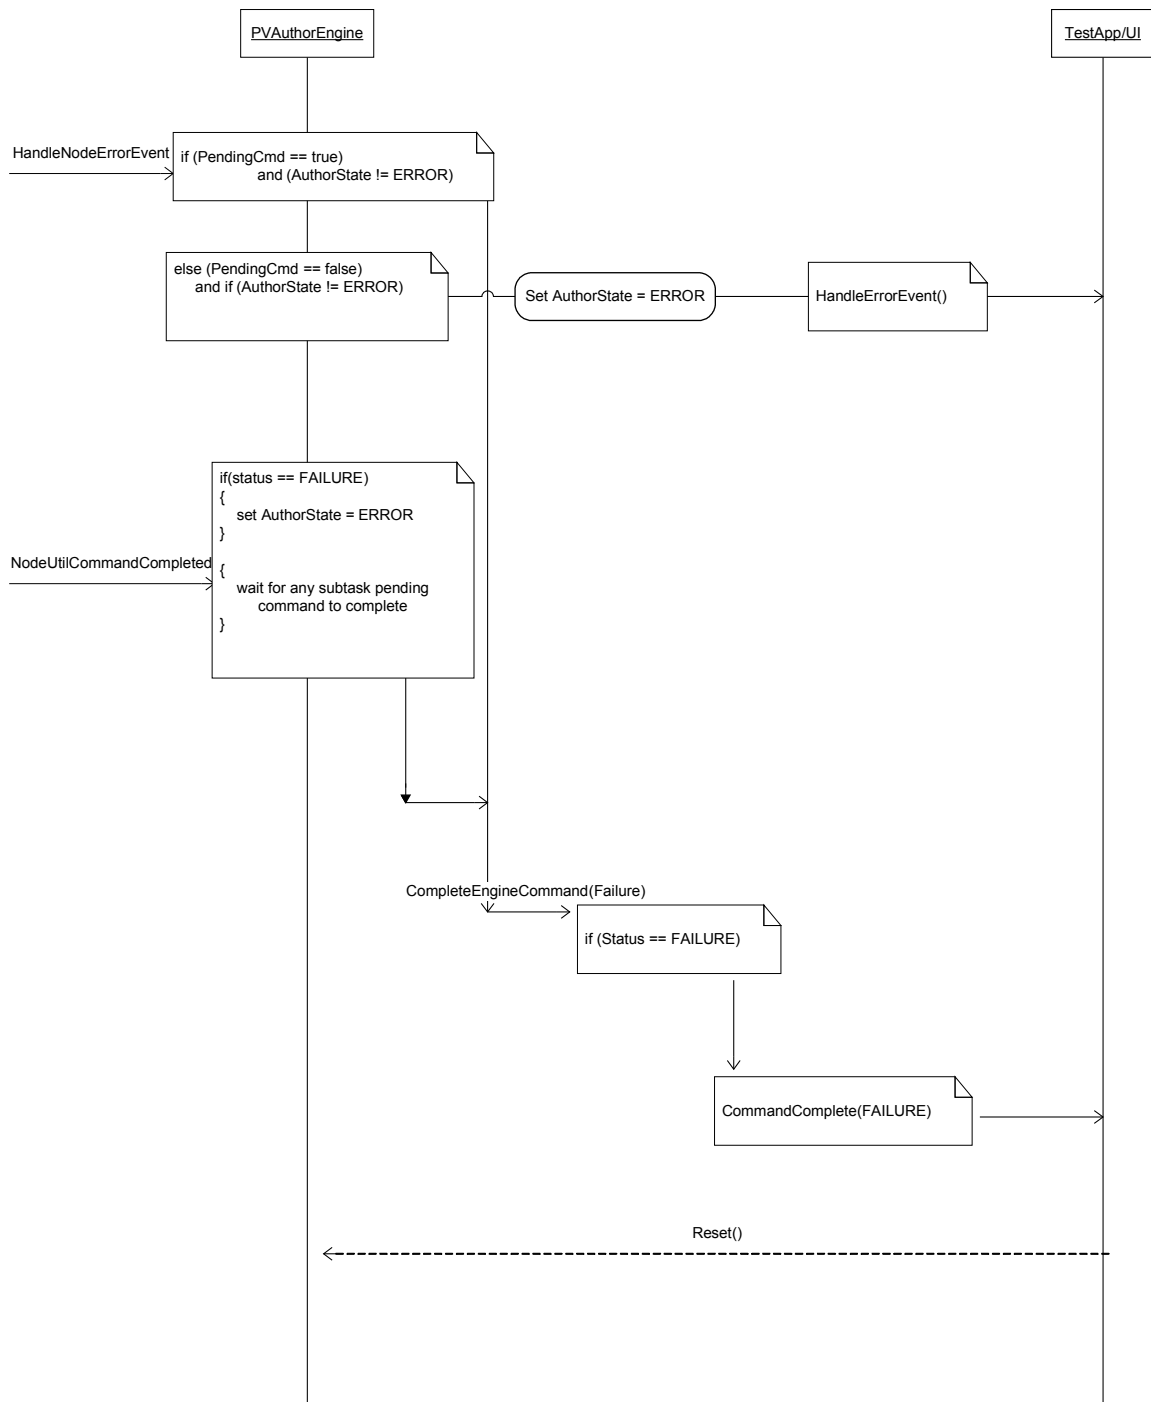 PVAuthorEngine
TestApp/UI
HandleNodeErrorEvent
if (PendingCmd == true)
and (AuthorState != ERROR)
else (PendingCmd == false)
and if (AuthorState != ERROR)
Set AuthorState = ERROR
HandleErrorEvent()
NodeUtilCommandCompleted
if(status == FAILURE)
{
set AuthorState = ERROR
}
{
wait for any subtask pending
command to complete
}
CompleteEngineCommand(Failure)
if (Status == FAILURE)
CommandComplete(FAILURE)
Reset()